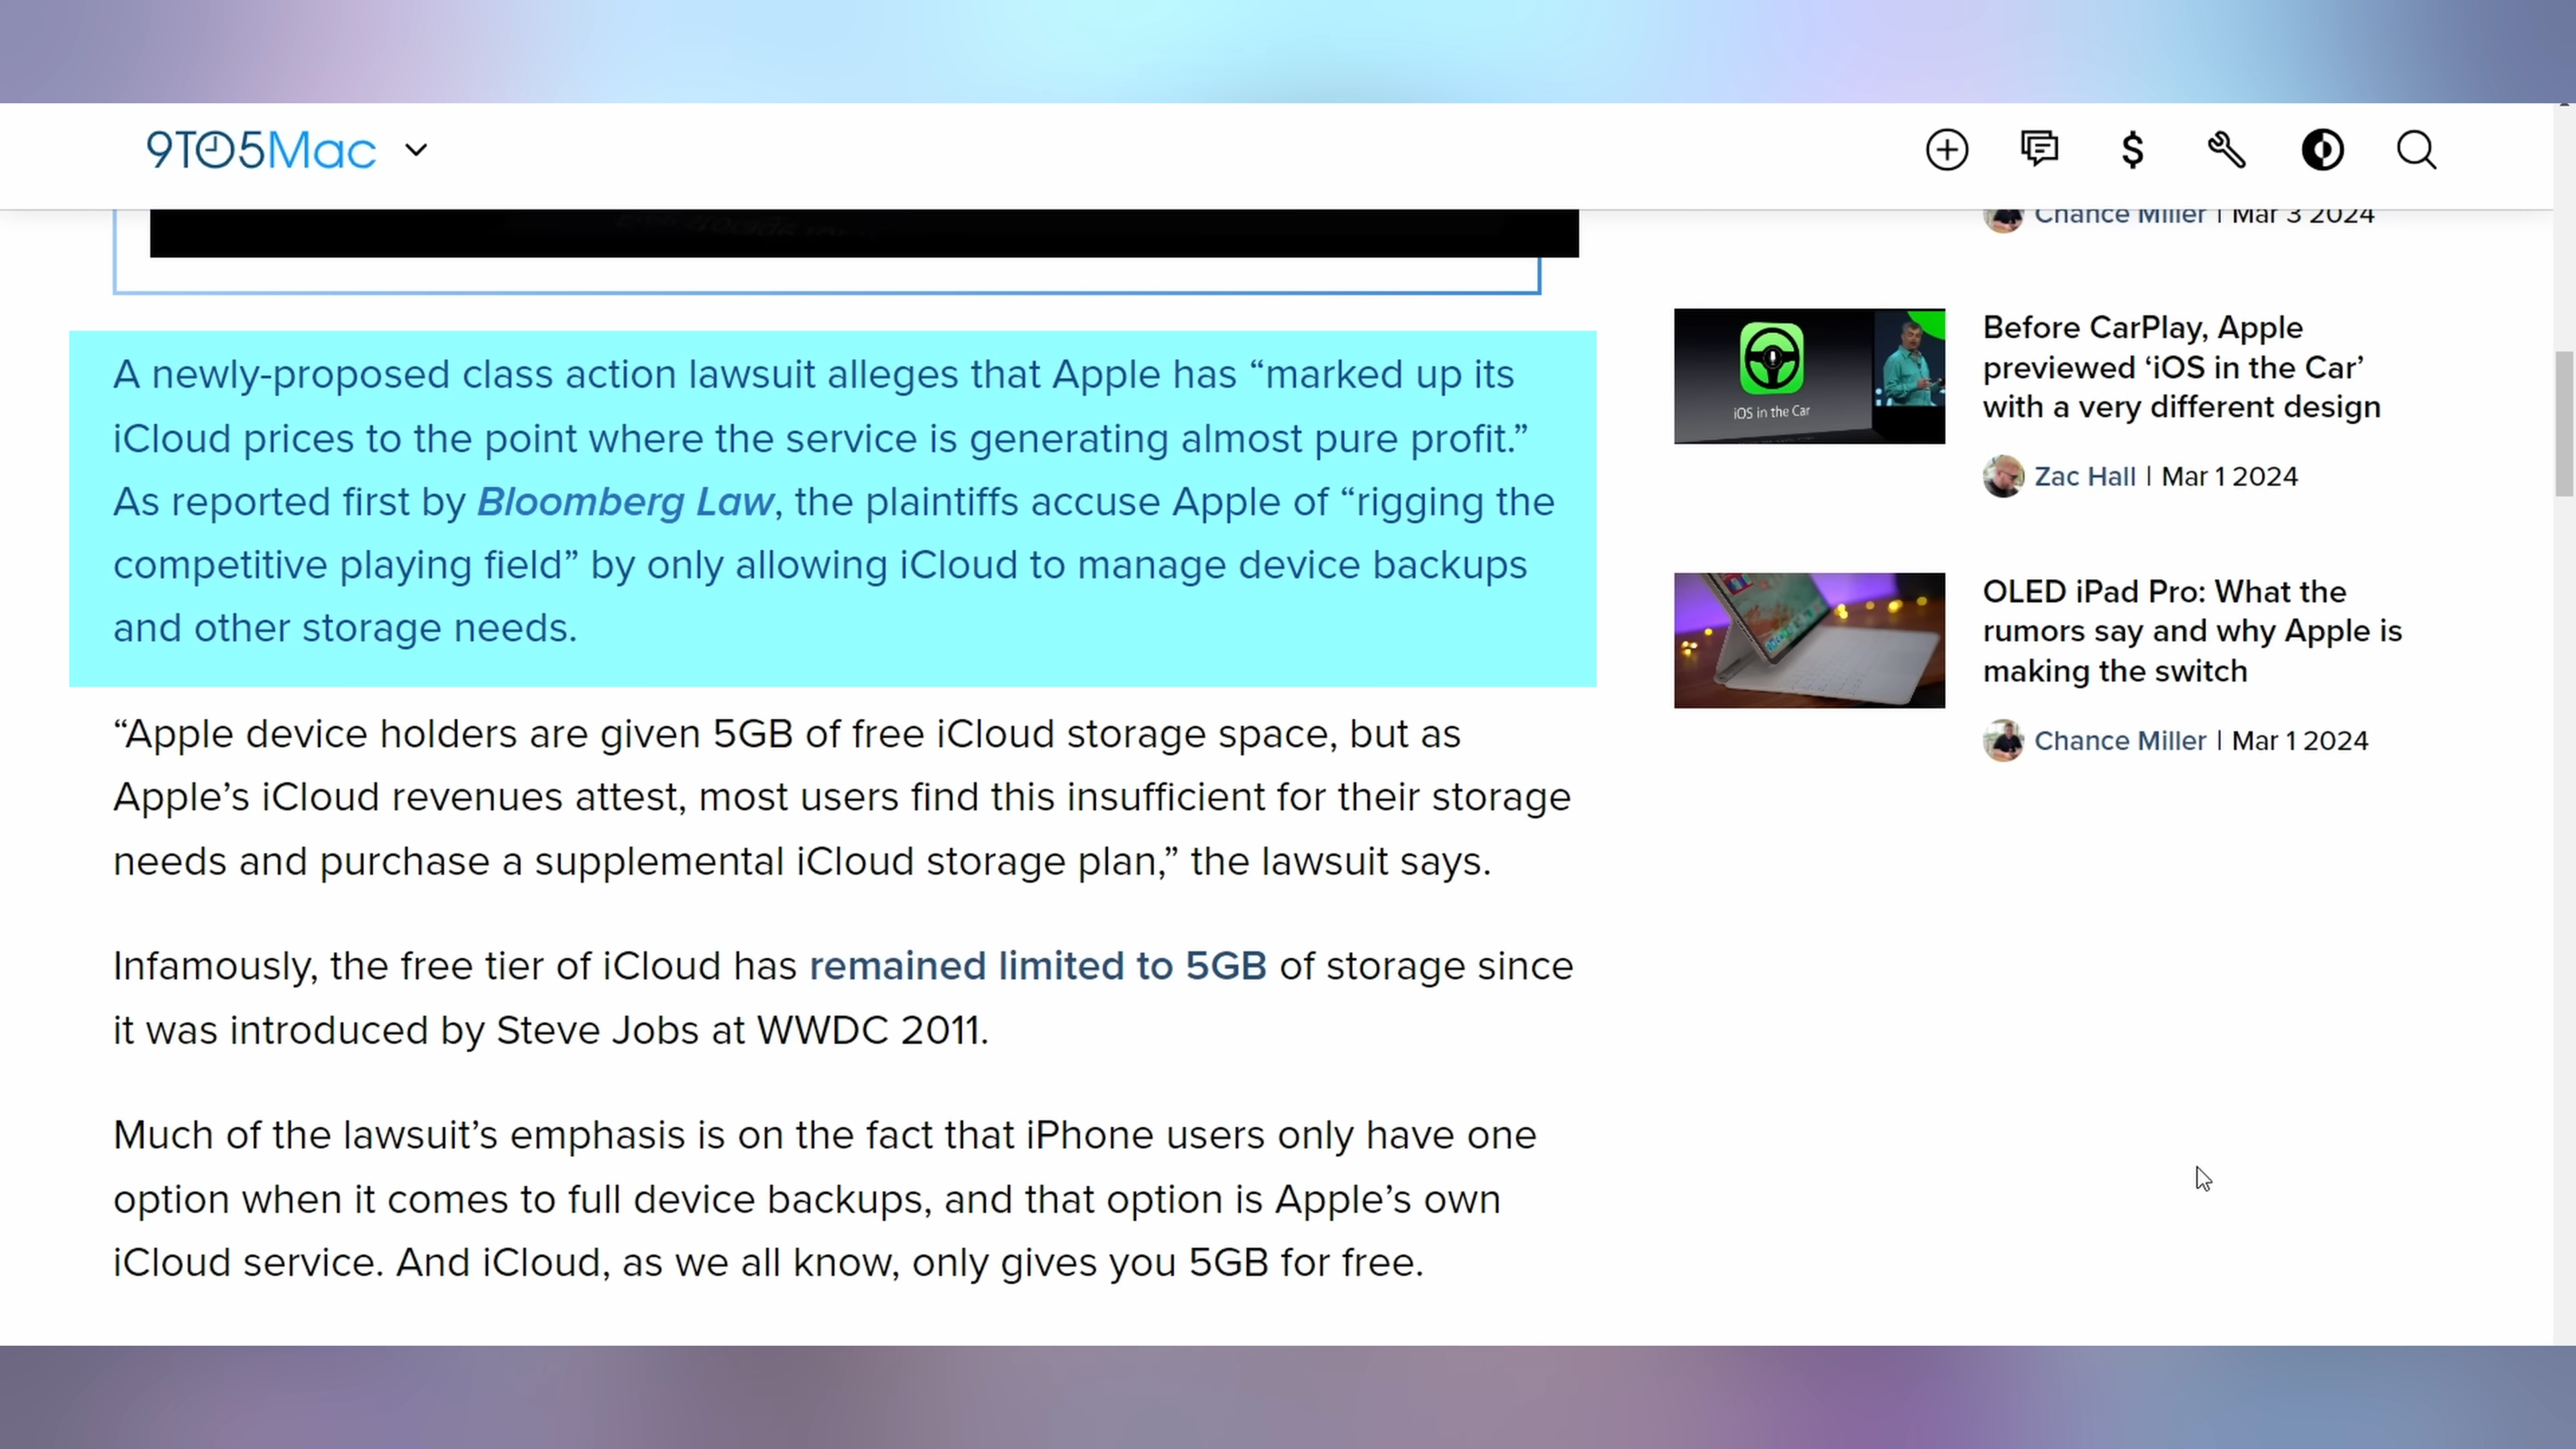 9TO5Mac
A newly-proposed class action lawsuit alleges that Apple has “marked up its
iCloud prices to the point where the service is generating almost pure profit.”
As reported first by Bloomberg Law, the plaintiffs accuse Apple of “rigging the
competitive playing field” by only allowing iCloud to manage device backups
and other storage needs.
“Apple device holders are given 5GB of free iCloud storage space, but as
Apple’s iCloud revenues attest, most users find this insufficient for their storage
needs and purchase a supplemental iCloud storage plan,” the lawsuit says.
Infamously, the free tier of iCloud has remained limited to 5GB of storage since
it was introduced by Steve Jobs at WWDC 2011.
Much of the lawsuit’s emphasis is on the fact that iPhone users only have one
option when it comes to full device backups, and that option is Apple’s own
iCloud service. And iCloud, as we all know, only gives you 5GB for free.
Chance Miller | Mar 3 2024
iOS in the Car
Before CarPlay, Apple
previewed ‘iOS in the Car’
with a very different design
Zac Hall | Mar 1 2024
OLED iPad Pro: What the
rumors say and why Apple is
making the switch
Chance Miller | Mar 1 2024